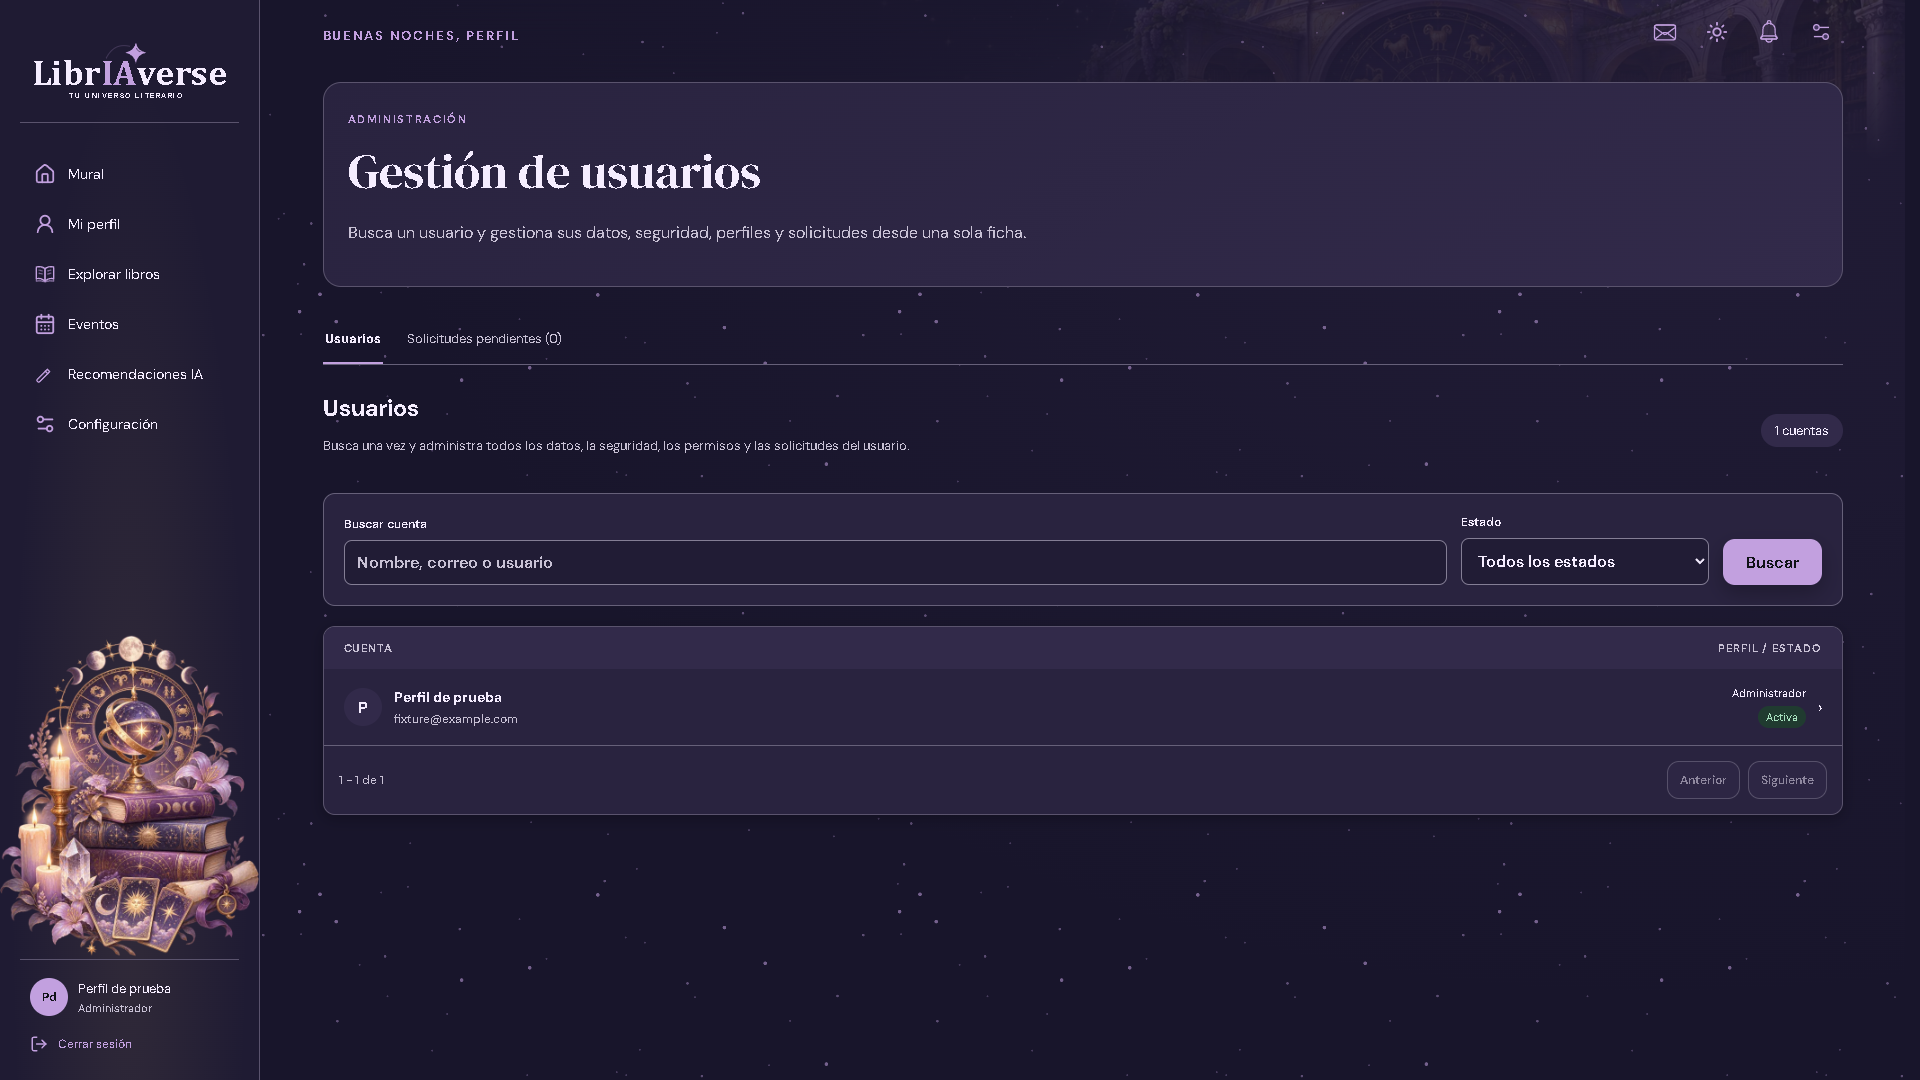 LibrIAverse
TU UNIVERSO LITERARIO
Mural
Mi perfil
Explorar libros
Eventos
Recomendaciones IA
Configuración
Pd
Perfil de prueba
Administrador
Cerrar sesión
BUENAS NOCHES, PERFIL
ADMINISTRACIÓN
Gestión de usuarios
Busca un usuario y gestiona sus datos, seguridad, perfiles y solicitudes desde una sola ficha.
Usuarios
Solicitudes pendientes (0)
Usuarios
Busca una vez y administra todos los datos, la seguridad, los permisos y las solicitudes del usuario.
1 cuentas
Buscar cuenta
Nombre, correo o usuario
Estado
Todos los estados
Buscar
CUENTA
PERFIL / ESTADO
P
Perfil de prueba
fixture@example.com
Administrador
Activa
1 – 1 de 1
Anterior
Siguiente